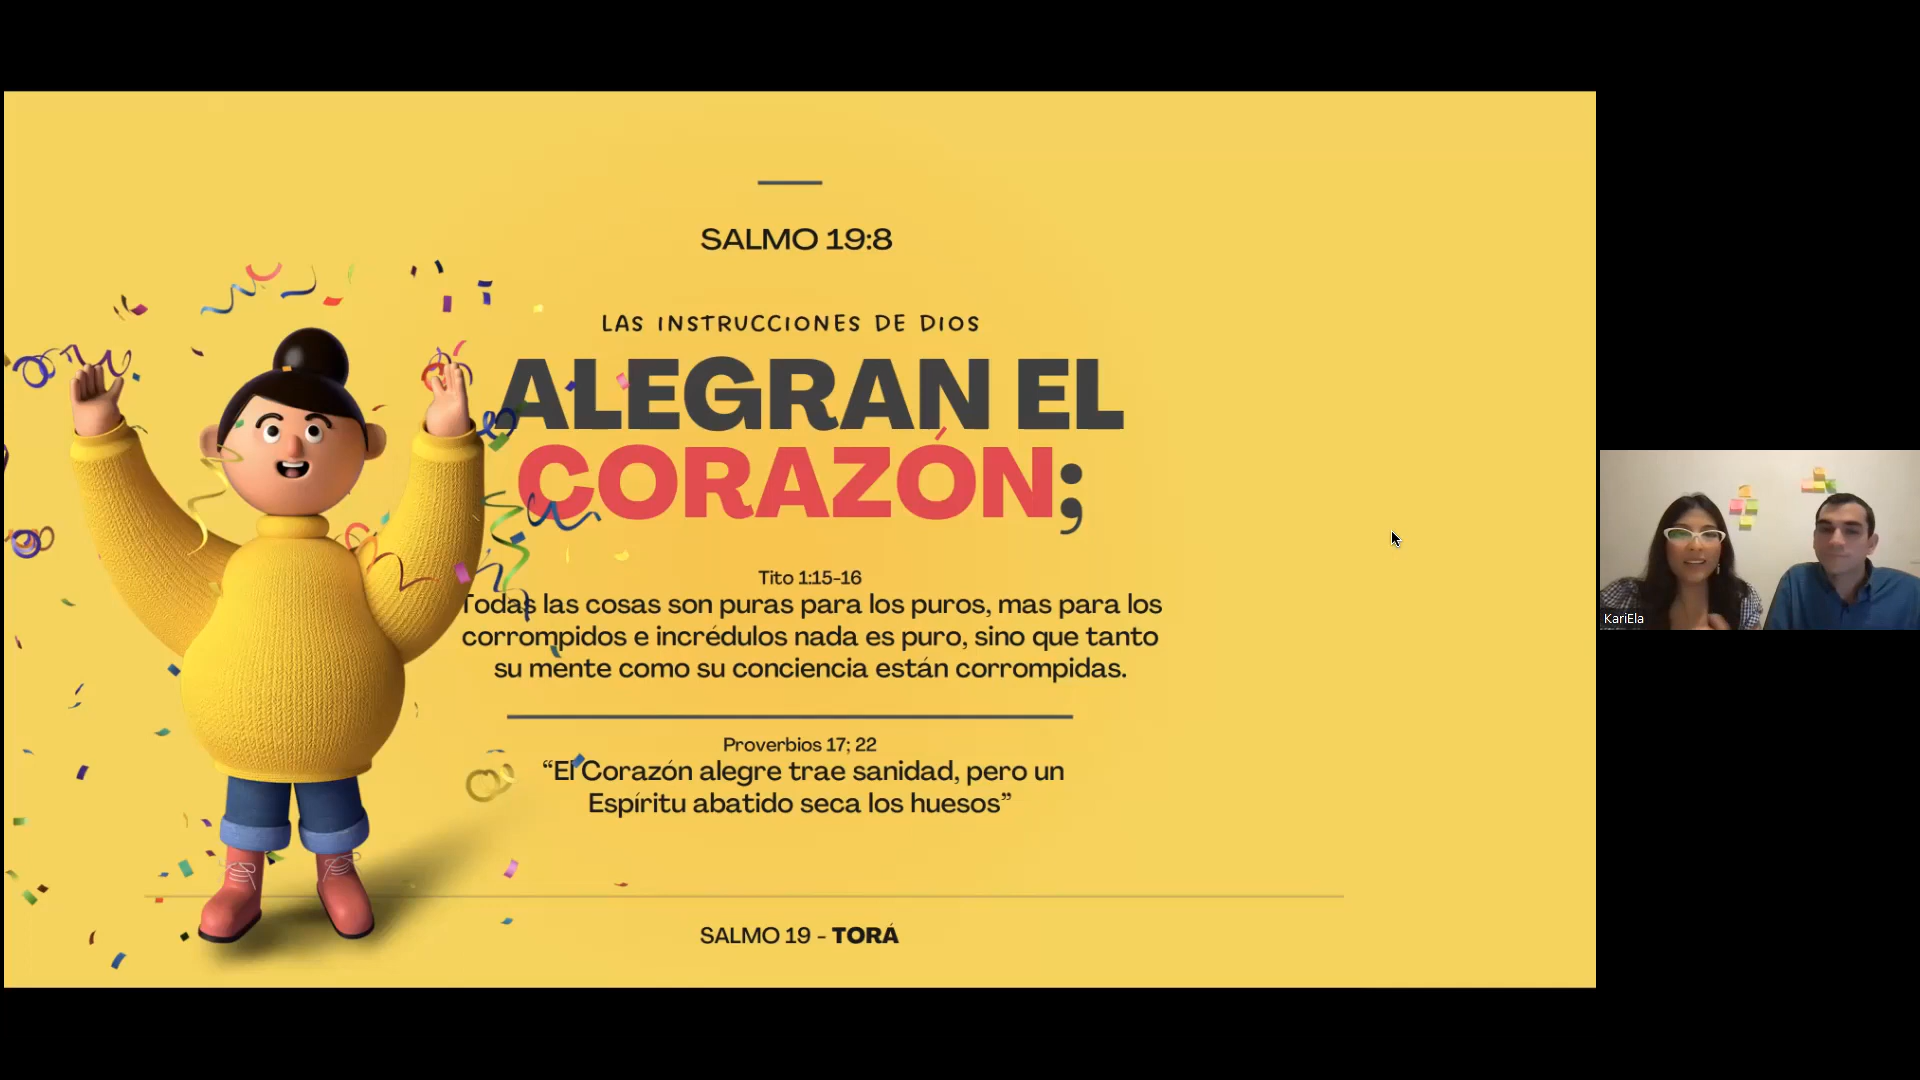 SALMO 19:8
LAS INSTRUCCIONES DE DIOS
ALEGRAN EL
CORAZÓN;
Tito 1:15-16
Todas las cosas son puras para los puros, mas para los
corrompidos e incrédulos nada es puro, sino que tanto
su mente como su conciencia están corrompidas.
Proverbios 17; 22
“El Corazón alegre trae sanidad, pero un
Espíritu abatido seca los huesos”
SALMO 19 - TORÁ
KariEla